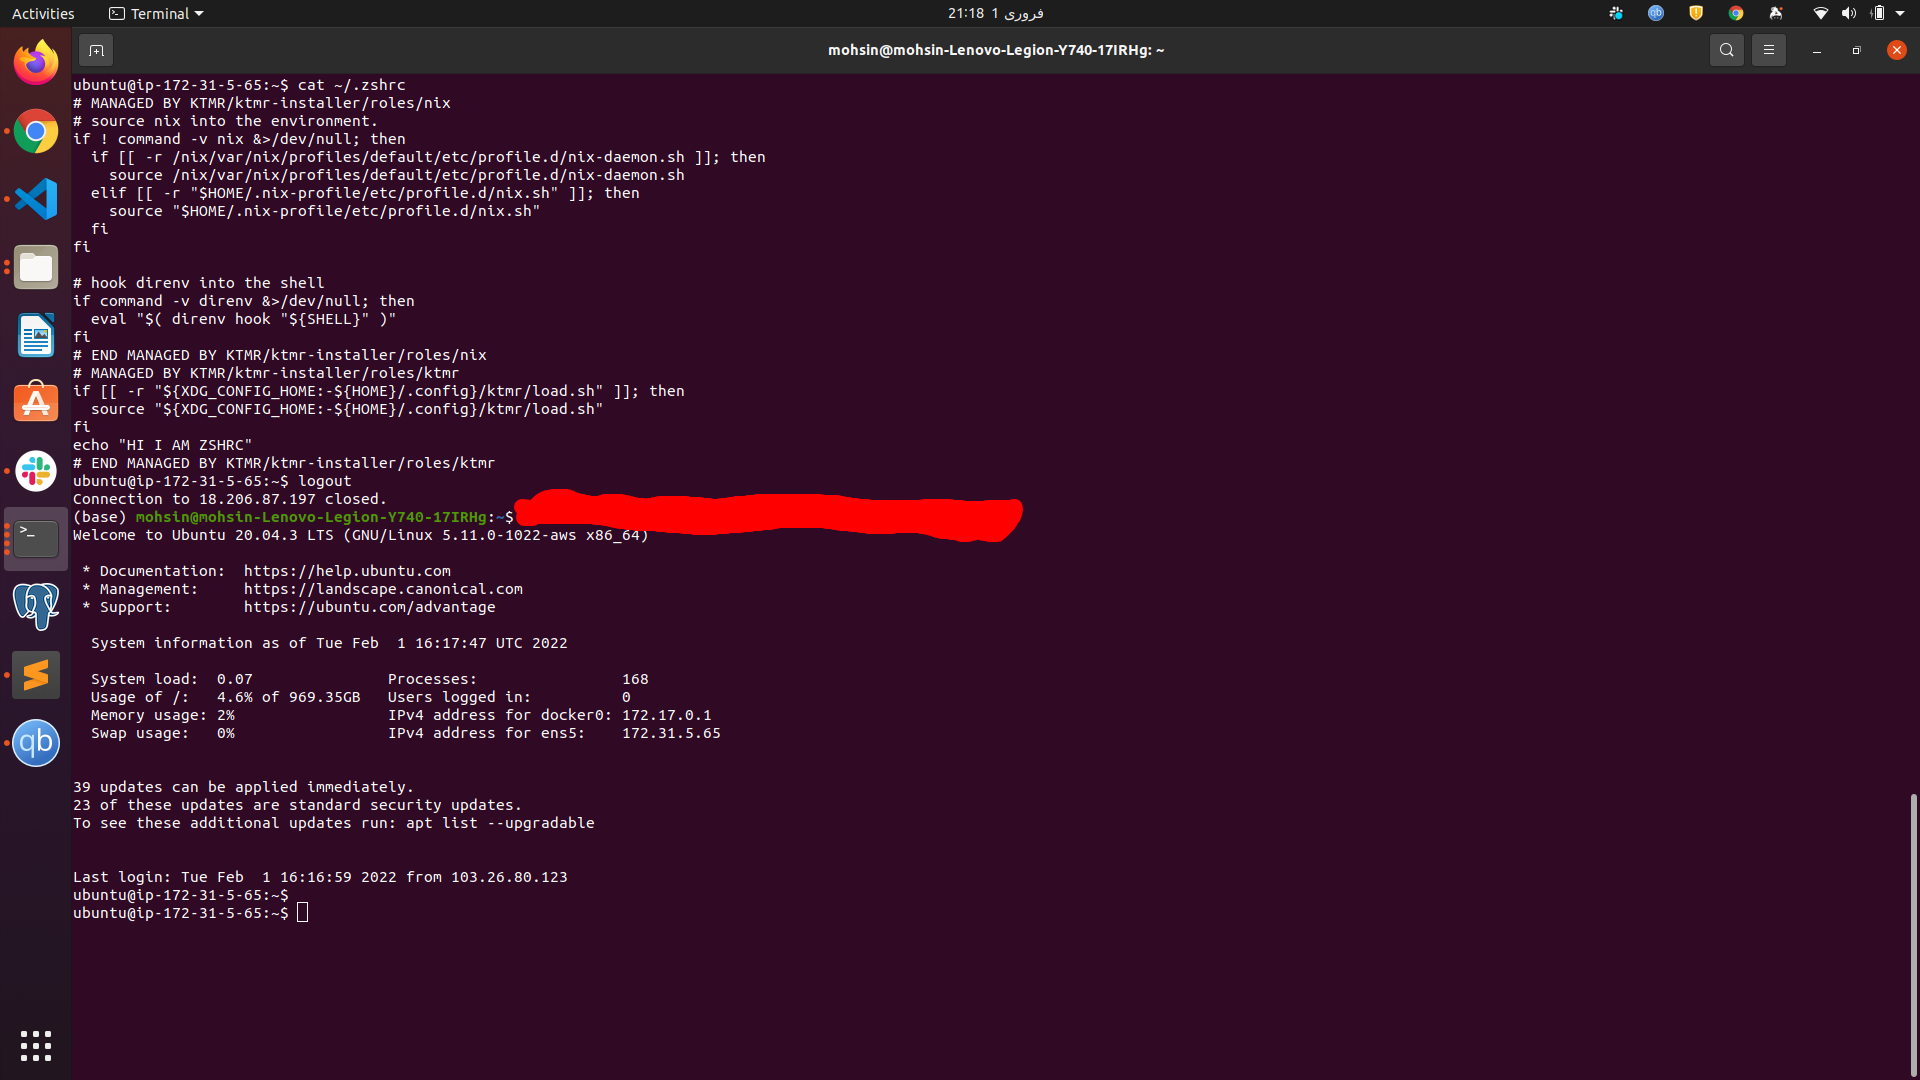 Activities
Terminal
21:18 1 فروری
mohsin@mohsin-Lenovo-Legion-Y740-17IRHg: ~
ubuntu@ip-172-31-5-65:~$ cat ~/.zshrc
# MANAGED BY KTMR/ktmr-installer/roles/nix
# source nix into the environment.
if ! command -v nix &>/dev/null; then
  if [[ -r /nix/var/nix/profiles/default/etc/profile.d/nix-daemon.sh ]]; then
    source /nix/var/nix/profiles/default/etc/profile.d/nix-daemon.sh
  elif [[ -r "$HOME/.nix-profile/etc/profile.d/nix.sh" ]]; then
    source "$HOME/.nix-profile/etc/profile.d/nix.sh"
  fi
fi

# hook direnv into the shell
if command -v direnv &>/dev/null; then
  eval "$( direnv hook "${SHELL}" )"
fi
# END MANAGED BY KTMR/ktmr-installer/roles/nix
# MANAGED BY KTMR/ktmr-installer/roles/ktmr
if [[ -r "${XDG_CONFIG_HOME:-${HOME}/.config}/ktmr/load.sh" ]]; then
  source "${XDG_CONFIG_HOME:-${HOME}/.config}/ktmr/load.sh"
fi
echo "HI I AM ZSHRC"
# END MANAGED BY KTMR/ktmr-installer/roles/ktmr
ubuntu@ip-172-31-5-65:~$ logout
Connection to 18.206.87.197 closed.
(base) mohsin@mohsin-Lenovo-Legion-Y740-17IRHg:~$
Welcome to Ubuntu 20.04.3 LTS (GNU/Linux 5.11.0-1022-aws x86_64)

 * Documentation:  https://help.ubuntu.com
 * Management:     https://landscape.canonical.com
 * Support:        https://ubuntu.com/advantage

  System information as of Tue Feb  1 16:17:47 UTC 2022

  System load:  0.07               Processes:                168
  Usage of /:   4.6% of 969.35GB   Users logged in:          0
  Memory usage: 2%                 IPv4 address for docker0: 172.17.0.1
  Swap usage:   0%                 IPv4 address for ens5:    172.31.5.65

39 updates can be applied immediately.
23 of these updates are standard security updates.
To see these additional updates run: apt list --upgradable

Last login: Tue Feb  1 16:16:59 2022 from 103.26.80.123
ubuntu@ip-172-31-5-65:~$
ubuntu@ip-172-31-5-65:~$